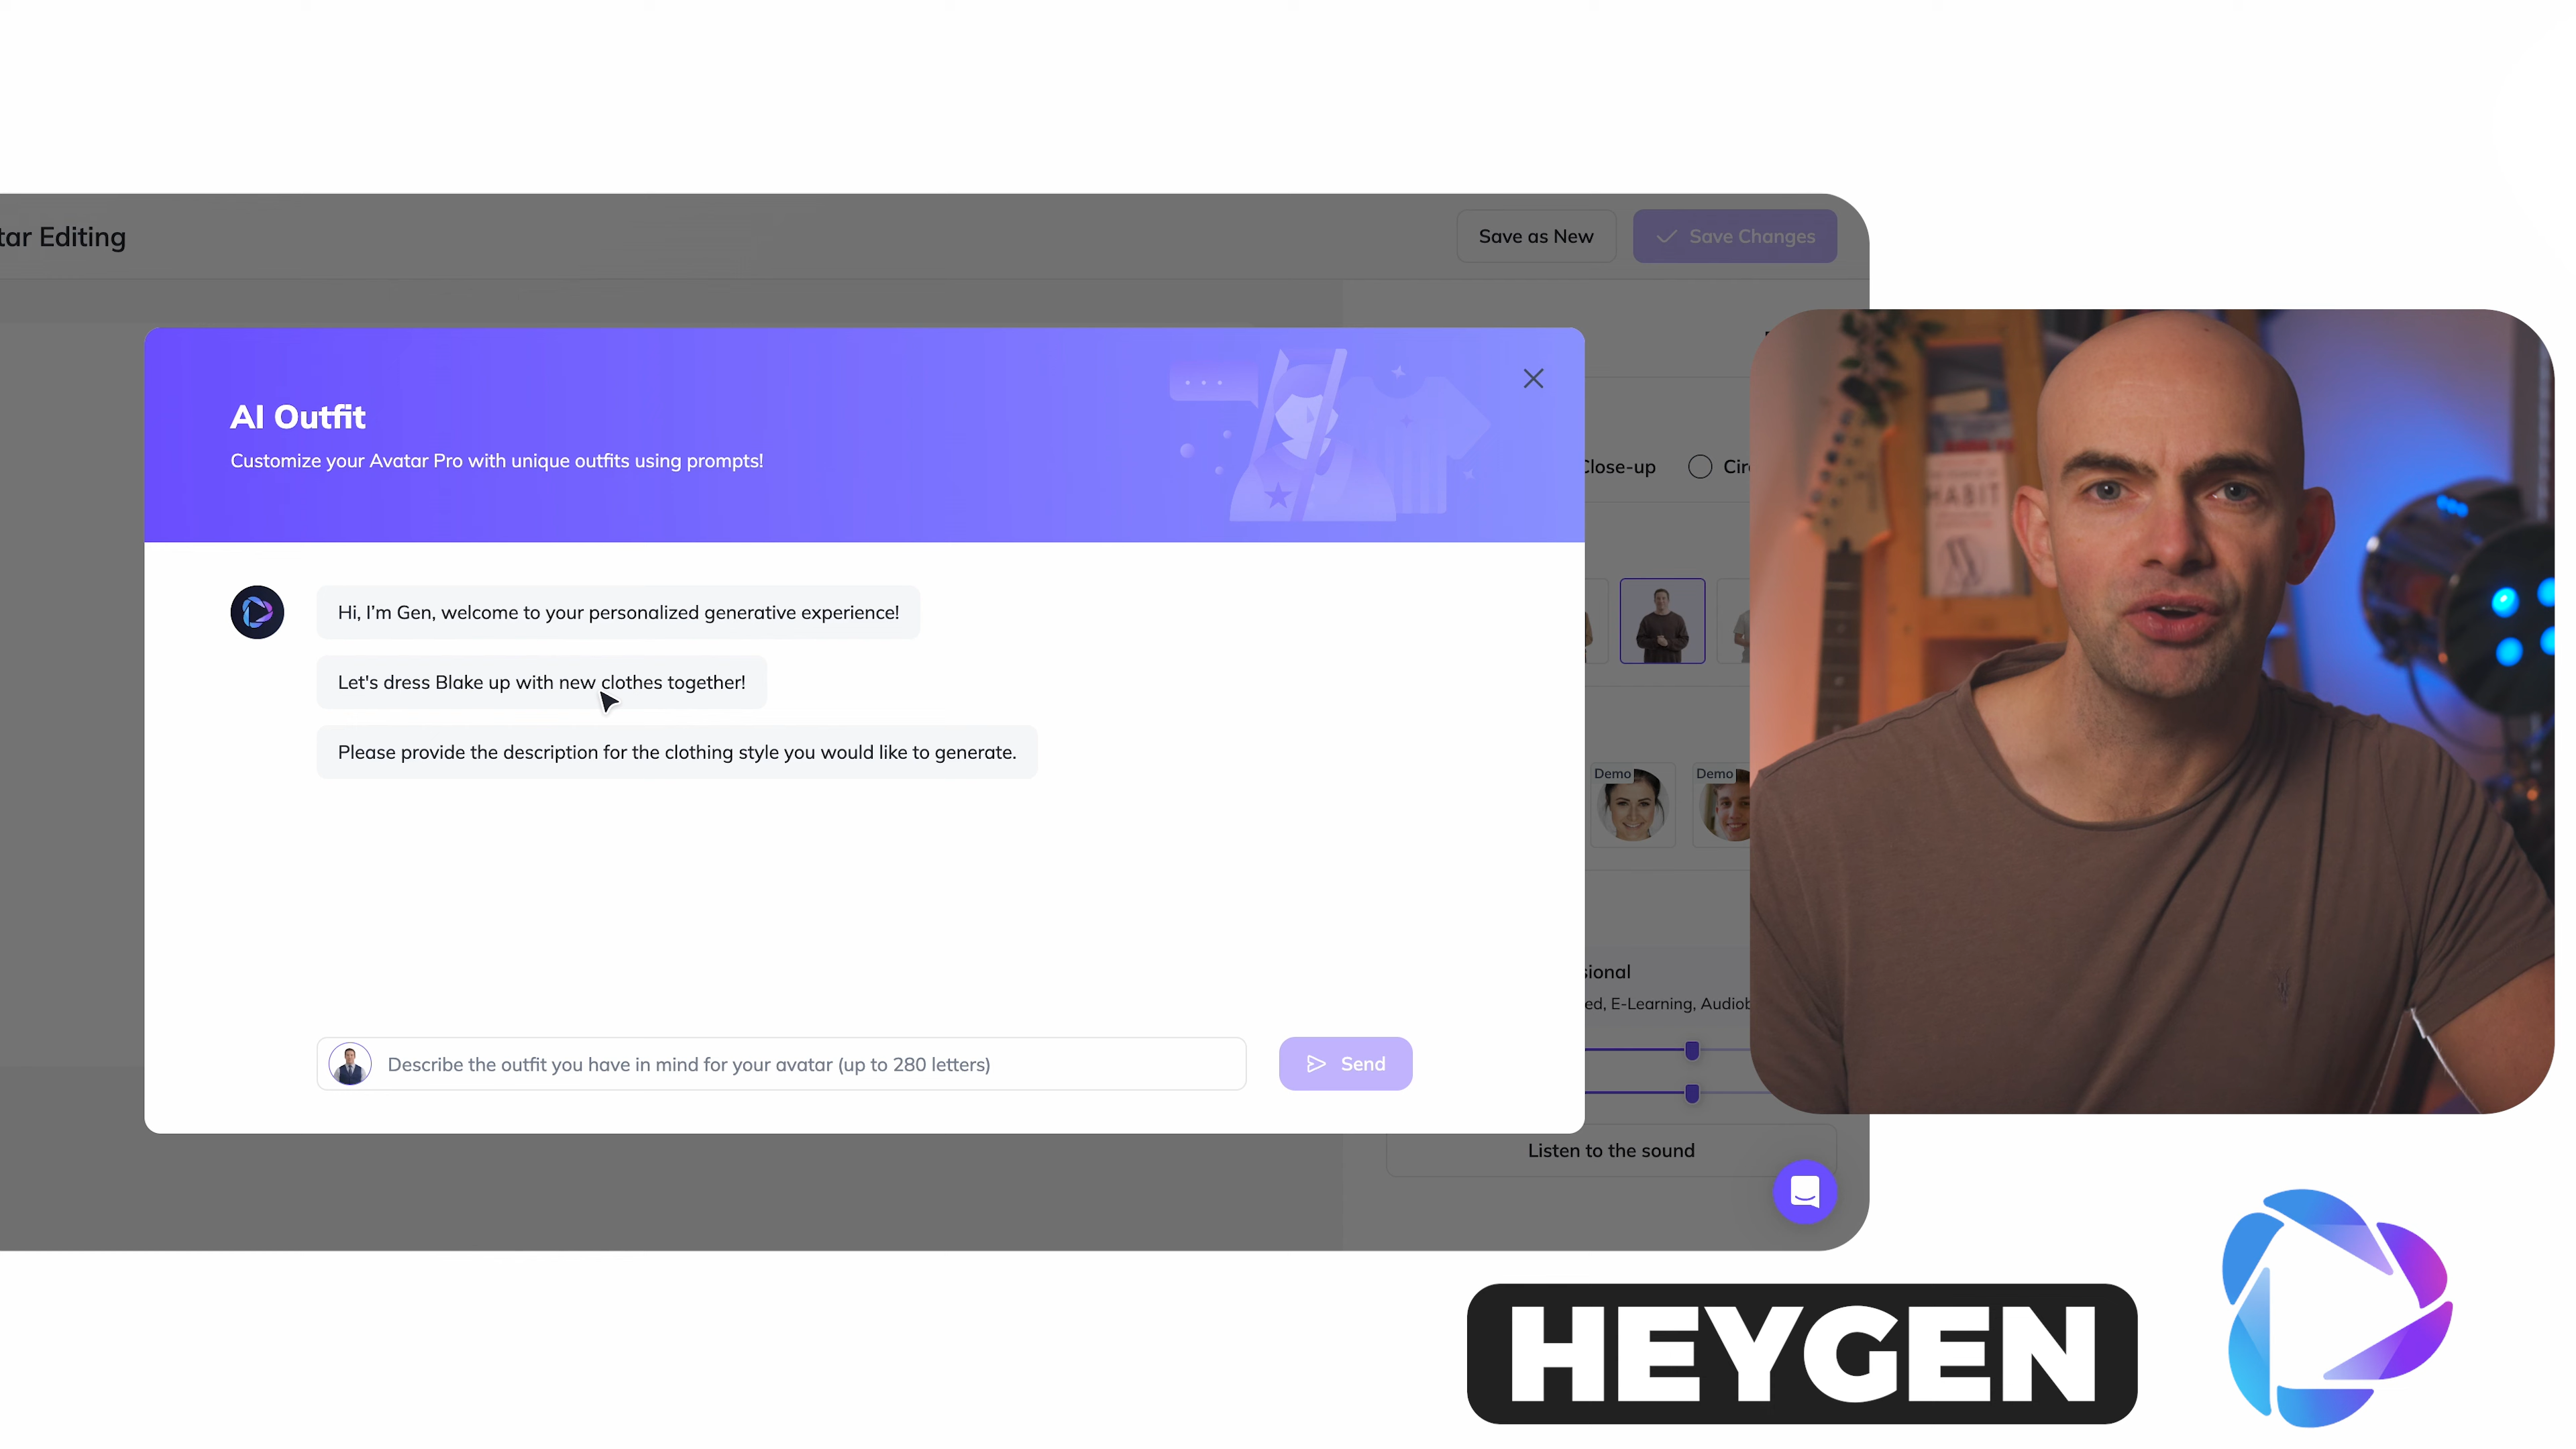 tar Editing
Save as New
Save Changes
AI Outfit
Customize your Avatar Pro with unique outfits using prompts!
Close-up
Hi, I'm Gen, welcome to your personalized generative experience!
HABIT
Let's dress Blake up with new clothes together!
Please provide the description for the clothing style you would like to generate.
Demo
Demo
sional
ed, E-Learning,
Describe the outfit you have in mind for your avatar (up to 280 letters)
Send
Listen to the sound
HEYGEN